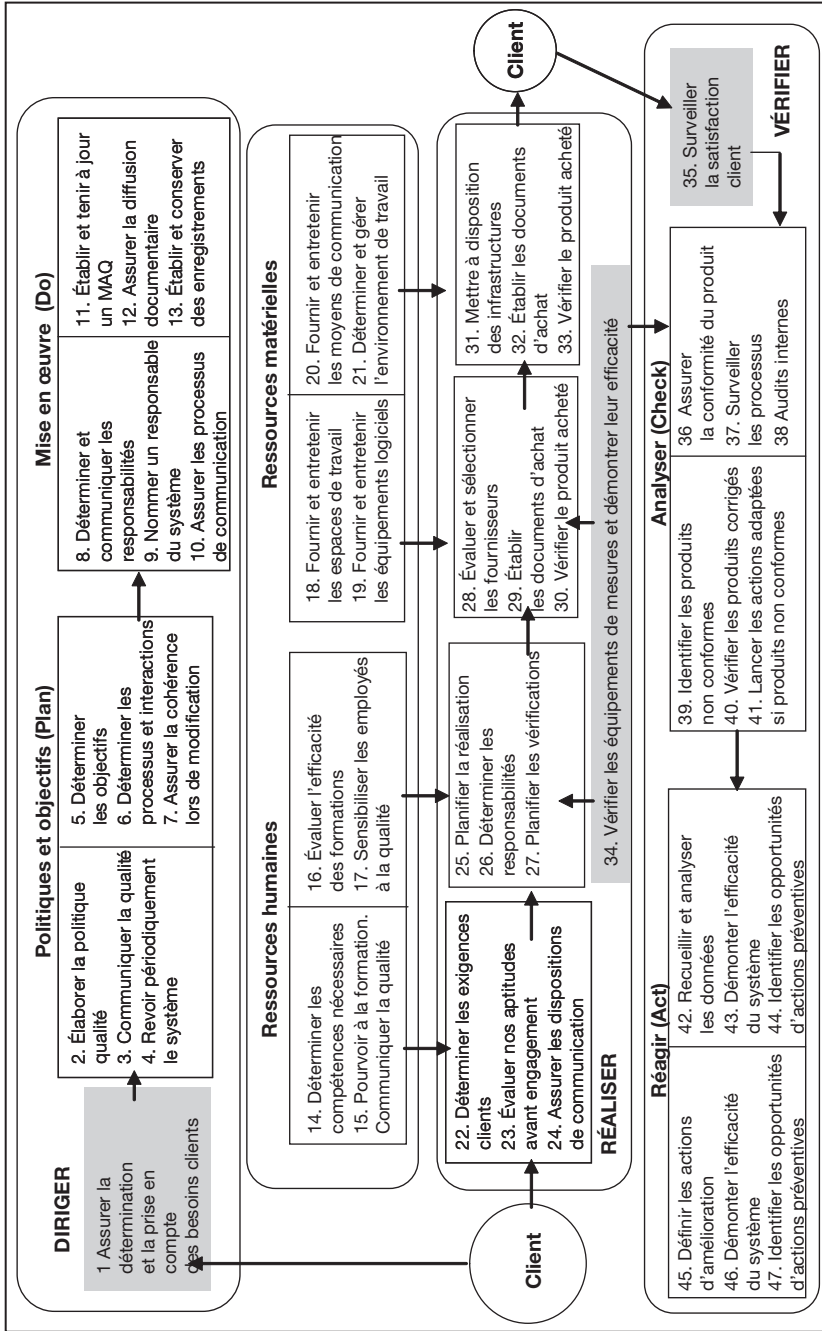 DIRIGER
Politiques et objectifs (Plan)
Mise en œuvre (Do)
1 Assurer la
détermination
et la prise en
compte
des besoins clients
2. Élaborer la politique
qualité
3. Communiquer la qualité
4. Revoir périodiquement
le système
5. Déterminer
les objectifs
6. Déterminer les
processus et interactions
7. Assurer la cohérence
lors de modification
8. Déterminer et
communiquer les
responsabilités
9. Nommer un responsable
du système
10. Assurer les processus
de communication
11. Établir et tenir à jour
un MAQ
12. Assurer la diffusion
documentaire
13. Établir et conserver
des enregistrements
Ressources humaines
Ressources matérielles
14. Déterminer les
compétences nécessaires
15. Pourvoir à la formation.
Communiquer la qualité
16. Évaluer l'efficacité
des formations
17. Sensibiliser les employés
à la qualité
18. Fournir et entretenir
les espaces de travail
19. Fournir et entretenir
les équipements logiciels
20. Fournir et entretenir
les moyens de communication
21. Déterminer et gérer
l'environnement de travail
Client
22. Déterminer les exigences
clients
23. Évaluer nos aptitudes
avant engagement
24. Assurer les dispositions
de communication
RÉALISER
25. Planifier la réalisation
26. Déterminer les
responsabilités
27. Planifier les vérifications
28. Évaluer et sélectionner
les fournisseurs
29. Établir
les documents d'achat
30. Vérifier le produit acheté
31. Mettre à disposition
des infrastructures
32. Établir les documents
d'achat
33. Vérifier le produit acheté
Client
34. Vérifier les équipements de mesures et démontrer leur efficacité
Réagir (Act)
Analyser (Check)
VÉRIFIER
35. Surveiller
la satisfaction
client
36 Assurer
la conformité du produit
37. Surveiller
les processus
38 Audits internes
39. Identifier les produits
non conformes
40. Vérifier les produits corrigés
41. Lancer les actions adaptées
si produits non conformes
42. Recueillir et analyser
les données
43. Démonter l'efficacité
du système
44. Identifier les opportunités
d'actions préventives
45. Définir les actions
d'amélioration
46. Démonter l'efficacité
du système
47. Identifier les opportunités
d'actions préventives